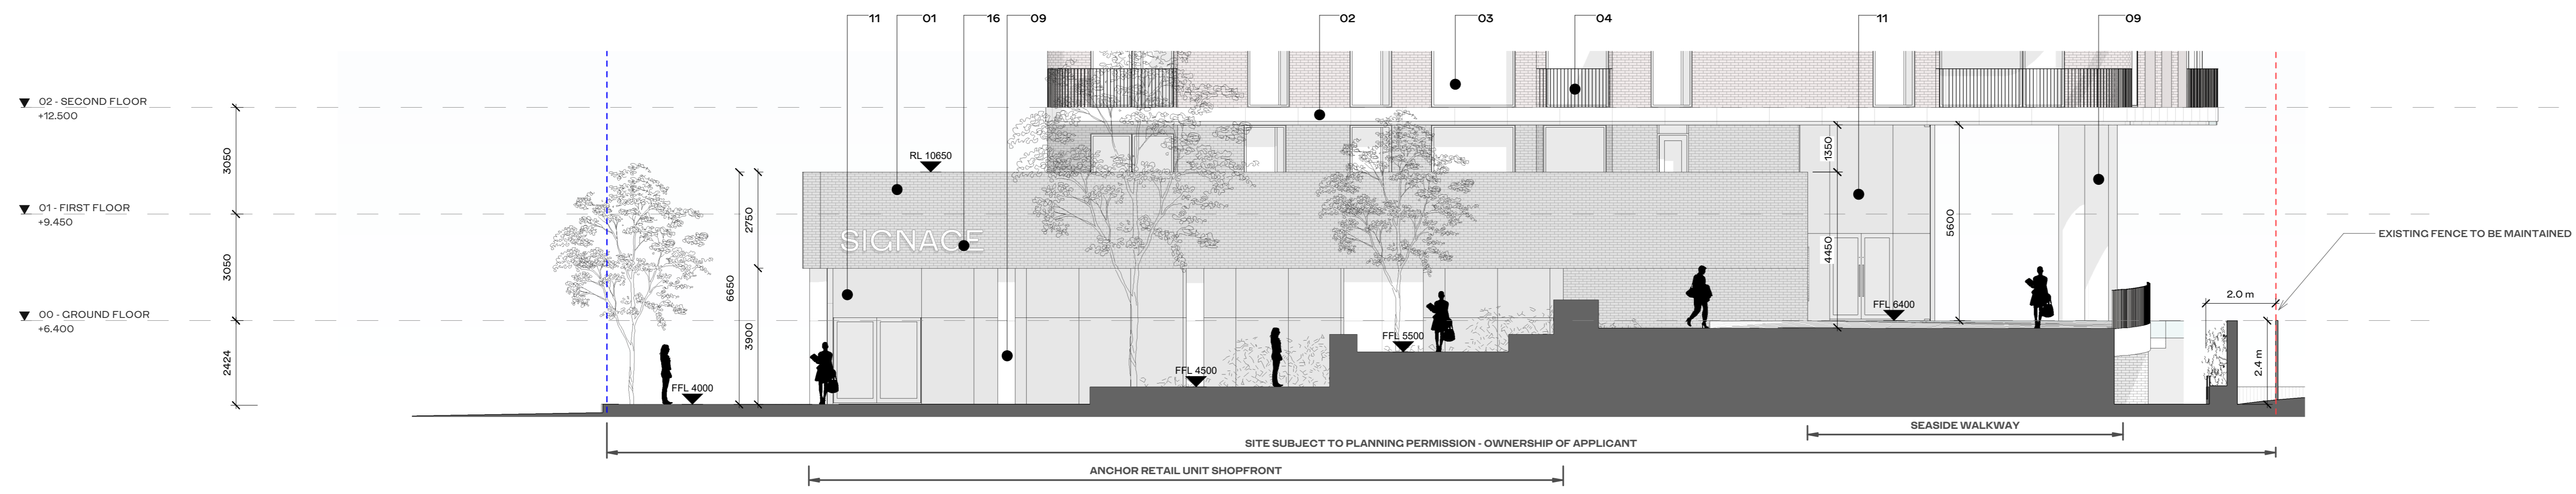 11
01
16
09
02
03
04
11
09
02 - SECOND FLOOR
+12.500
3050
RL 10650
1350
01 - FIRST FLOOR
+9.450
2750
SIGNAGE
5600
4450
EXISTING FENCE TO BE MAINTAINED
3050
6650
2.0 m
FFL 6400
00 - GROUND FLOOR
+6.400
3900
FFL 5500
2424
FFL 4500
2.4 m
FFL 4000
SEASIDE WALKWAY
SITE SUBJECT TO PLANNING PERMISSION - OWNERSHIP OF APPLICANT
ANCHOR RETAIL UNIT SHOPFRONT